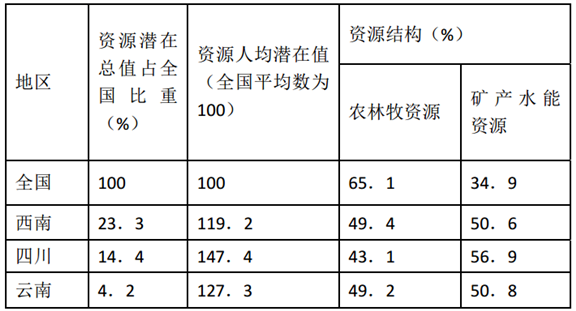 地区
资源潜在
总值占全
国比重
(%)
资源人均潜在值
（全国平均数为
100）
资源结构（%）
农林牧资源
矿产水能
资源
全国 100 100 65．1 34．9
西南 23．3 119．2 49．4 50．6
四川 14．4 147．4 43．1 56．9
云南 4．2 127．3 49．2 50．8